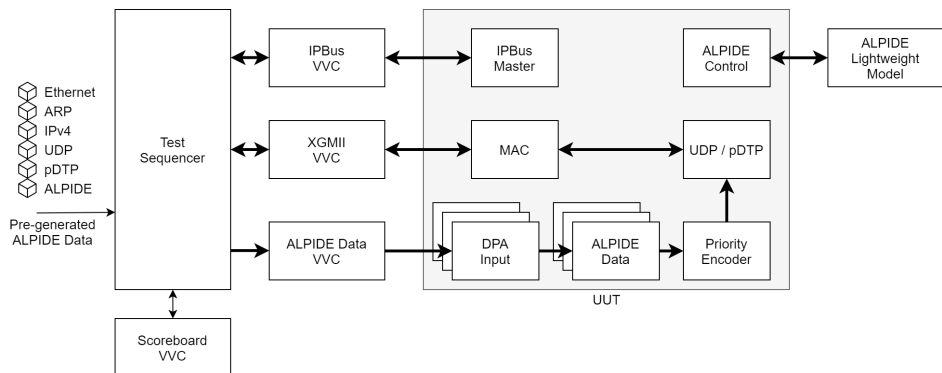 Ethernet
ARP
IPv4
UDP
pDTP
ALPIDE
Pre-generated
ALPIDE Data
Test
Sequencer
Scoreboard
VVC
IPBus
VVC
XGMII
VVC
ALPIDE Data
VVC
IPBus
Master
MAC
DPA
Input
ALPIDE
Data
ALPIDE
Control
UDP / pDTP
Priority
Encoder
UUT
ALPIDE
Lightweight
Model